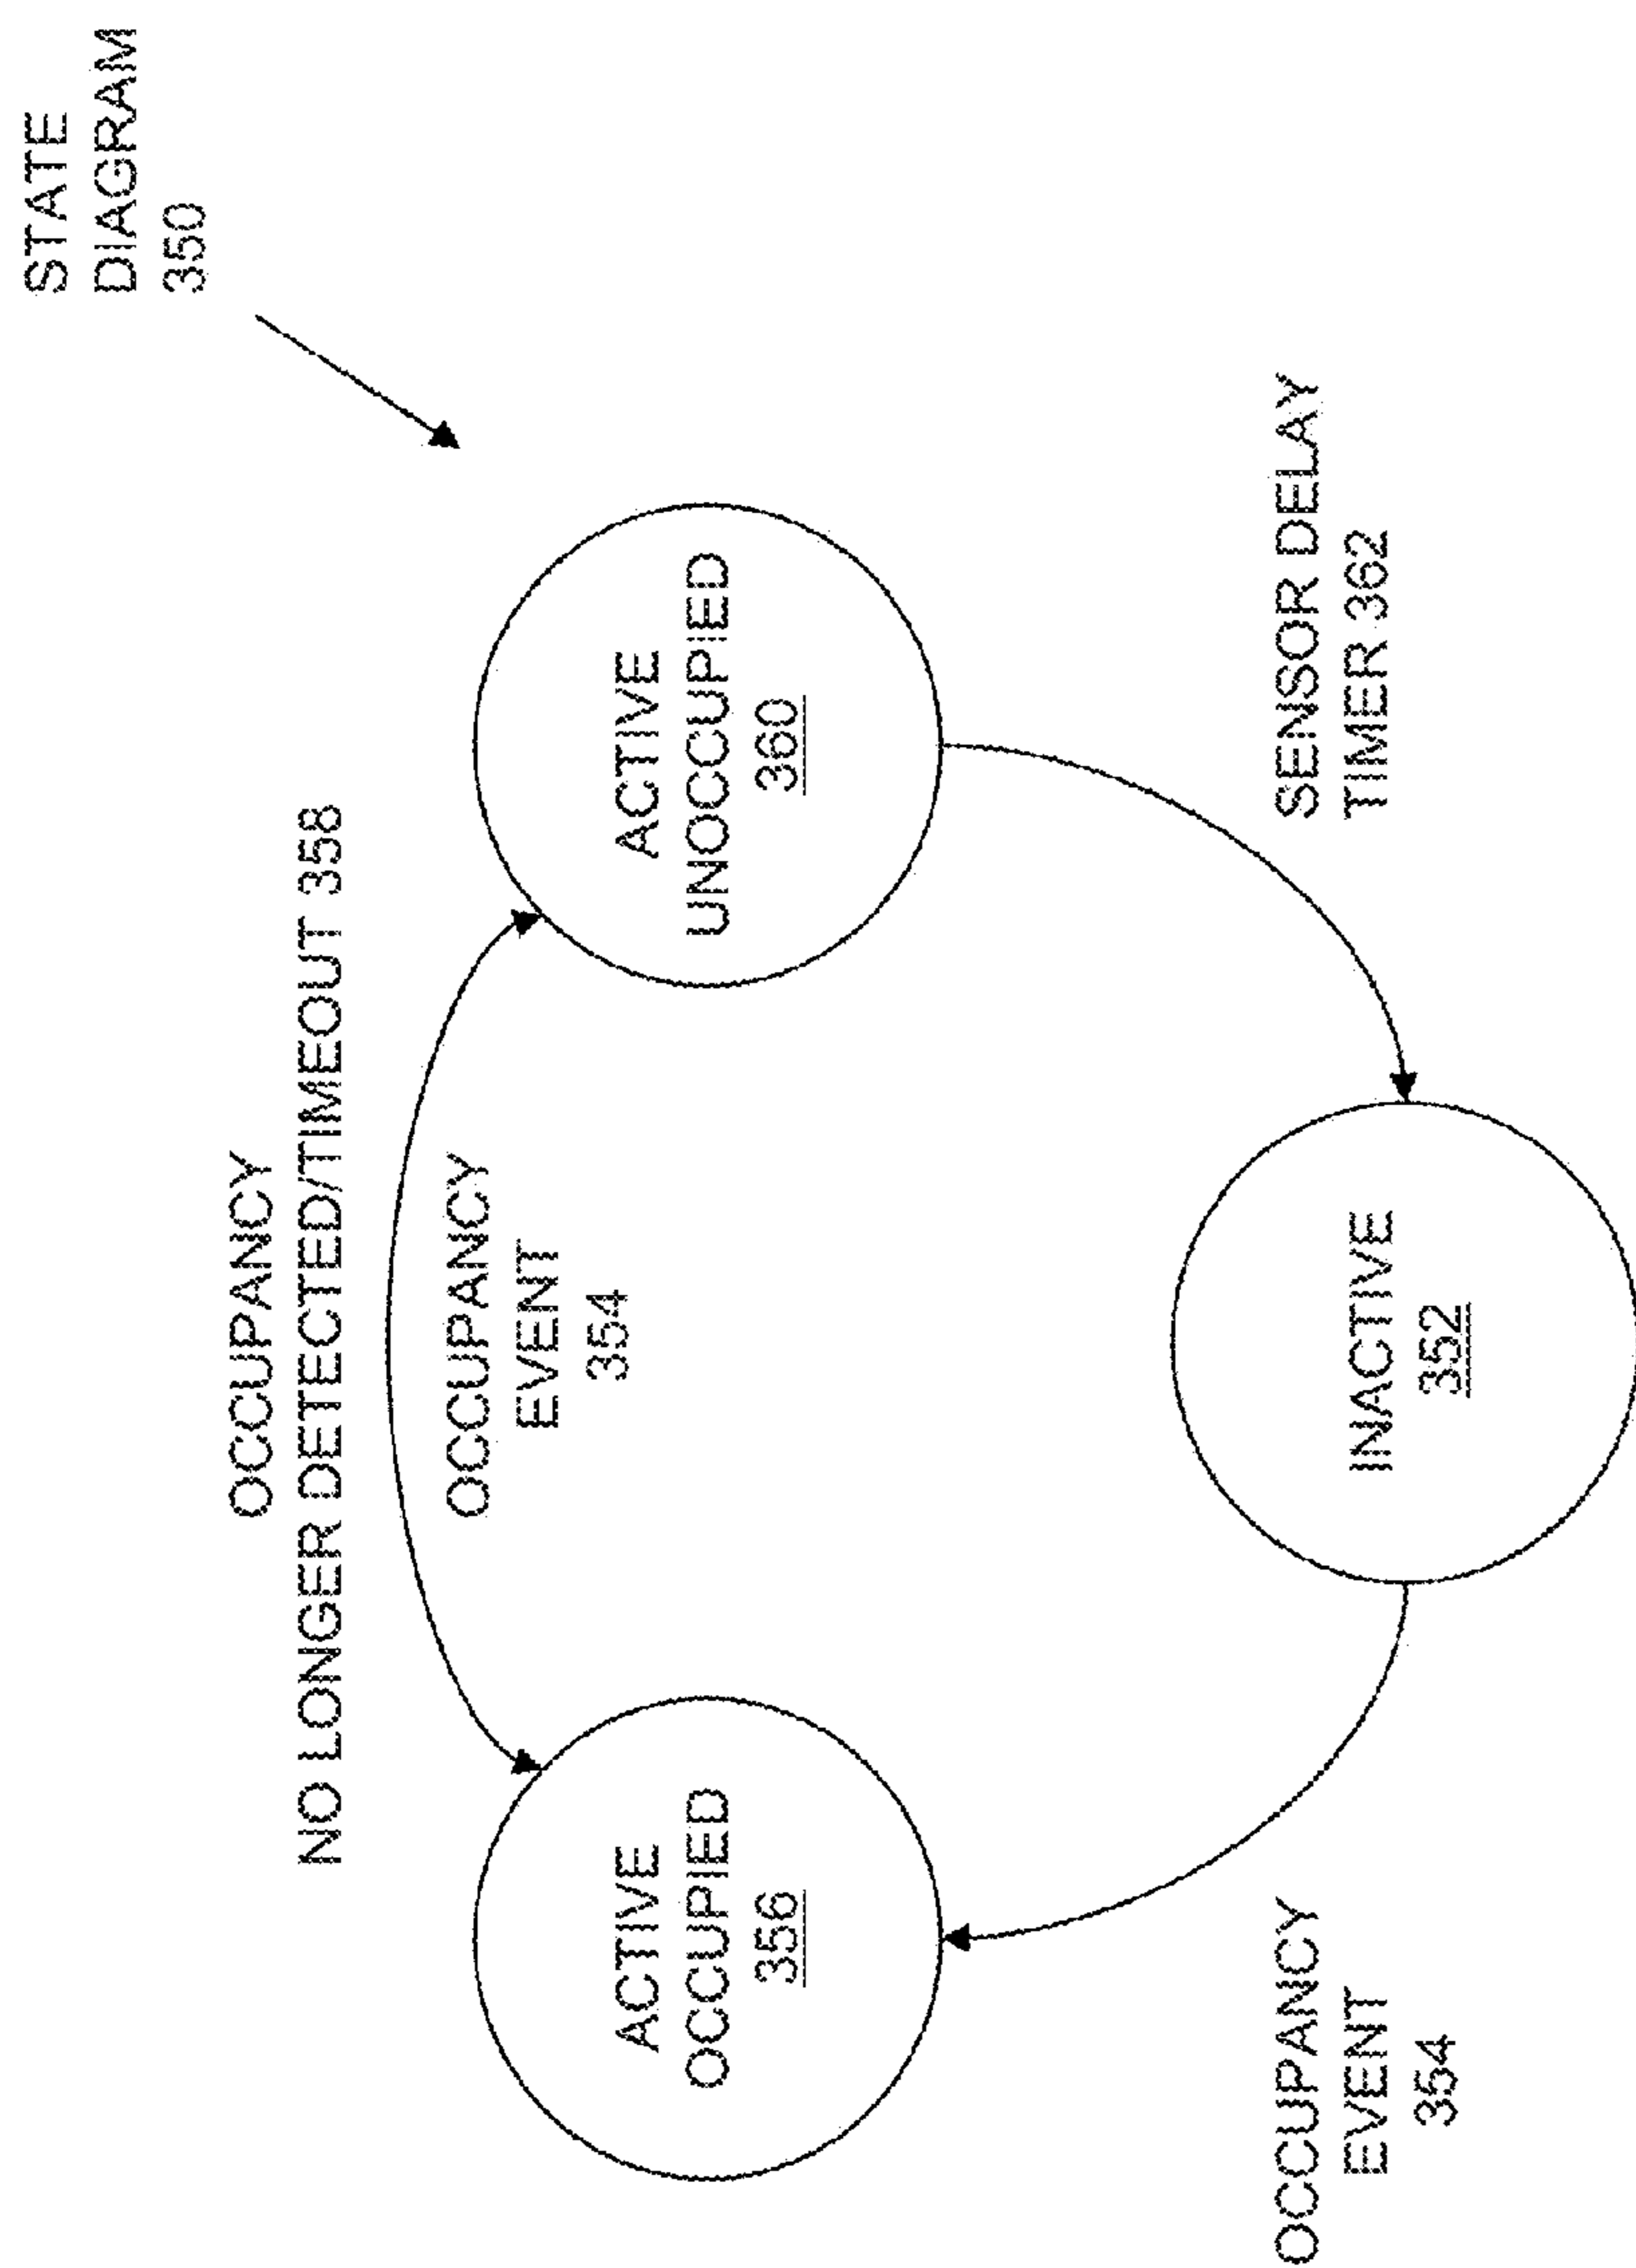 STATE
DIAGRAM
350
OCCUPANCY
NO LONGER DETECTED/TIMEOUT 358
OCCUPANCY
EVENT
354
ACTIVE
OCCUPIED
356
ACTIVE
UNOCCUPIED
360
OCCUPANCY
EVENT
354
INACTIVE
352
SENSOR DELAY
TIMER 362